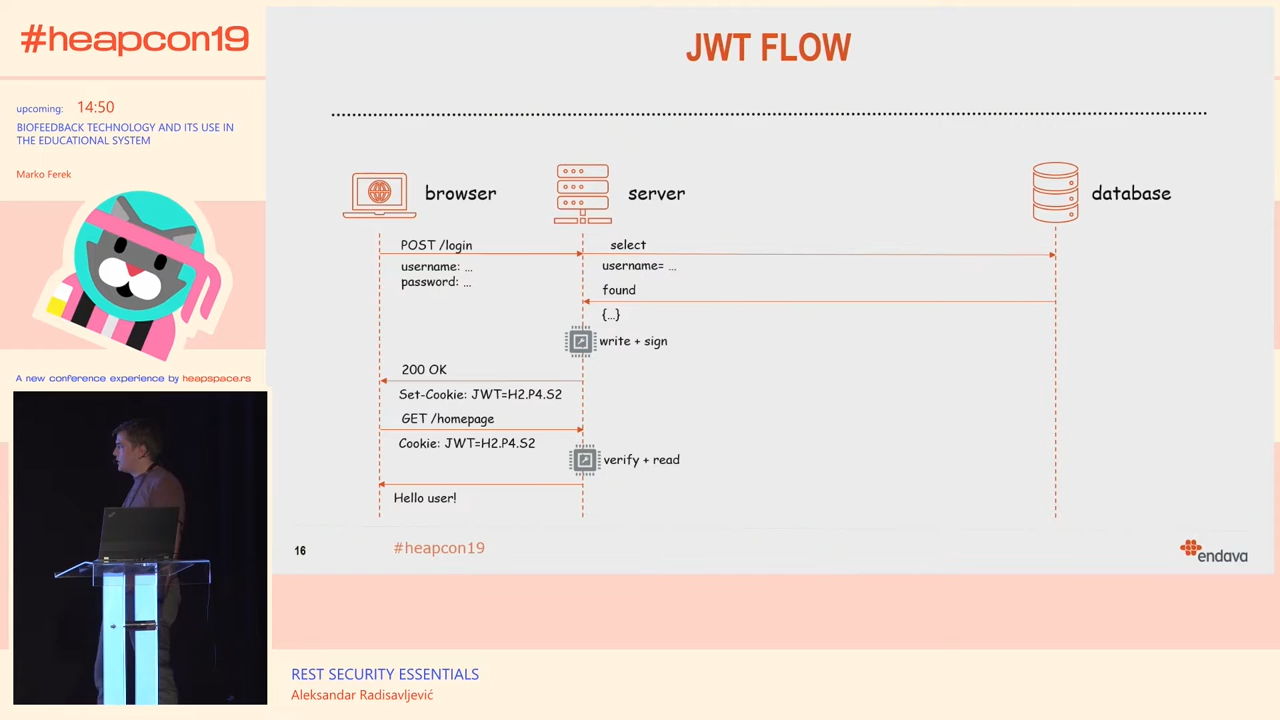 #heapcon19
upcoming: 14:50
BIOFEEDBACK TECHNOLOGY AND ITS USE IN
THE EDUCATIONAL SYSTEM
Marko Ferek
A new conference experience by heapspace.rs
JWT FLOW
browser
server
database
POST /login
select
username: ...
password: ...
username= ...
found
{...}
write + sign
200 OK
Set-Cookie: JWT=H2.P4.S2
GET /homepage
Cookie: JWT=H2.P4.S2
verify + read
Hello user!
16
#heapcon19
endava
REST SECURITY ESSENTIALS
Aleksandar Radisavljević